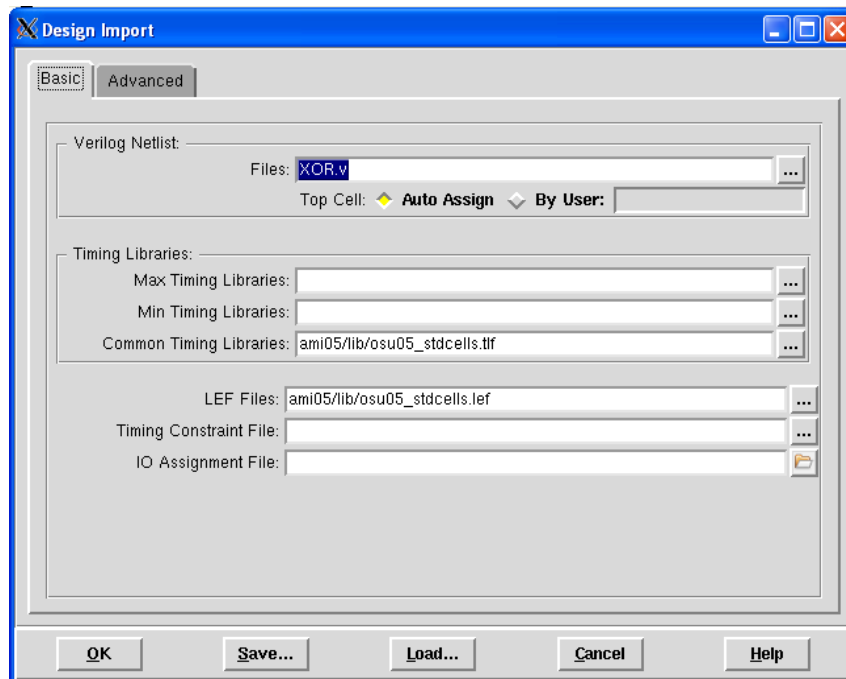 Design Import
Basic Advanced
Verilog Netlist:
Files: XOR.v ...
Top Cell: Auto Assign By User:
Timing Libraries:
Max Timing Libraries: ...
Min Timing Libraries: ...
Common Timing Libraries: ami05/lib/osu05_stdcells.tlf ...
LEF Files: ami05/lib/osu05_stdcells.lef ...
Timing Constraint File: ...
IO Assignment File:
OK Save... Load... Cancel Help